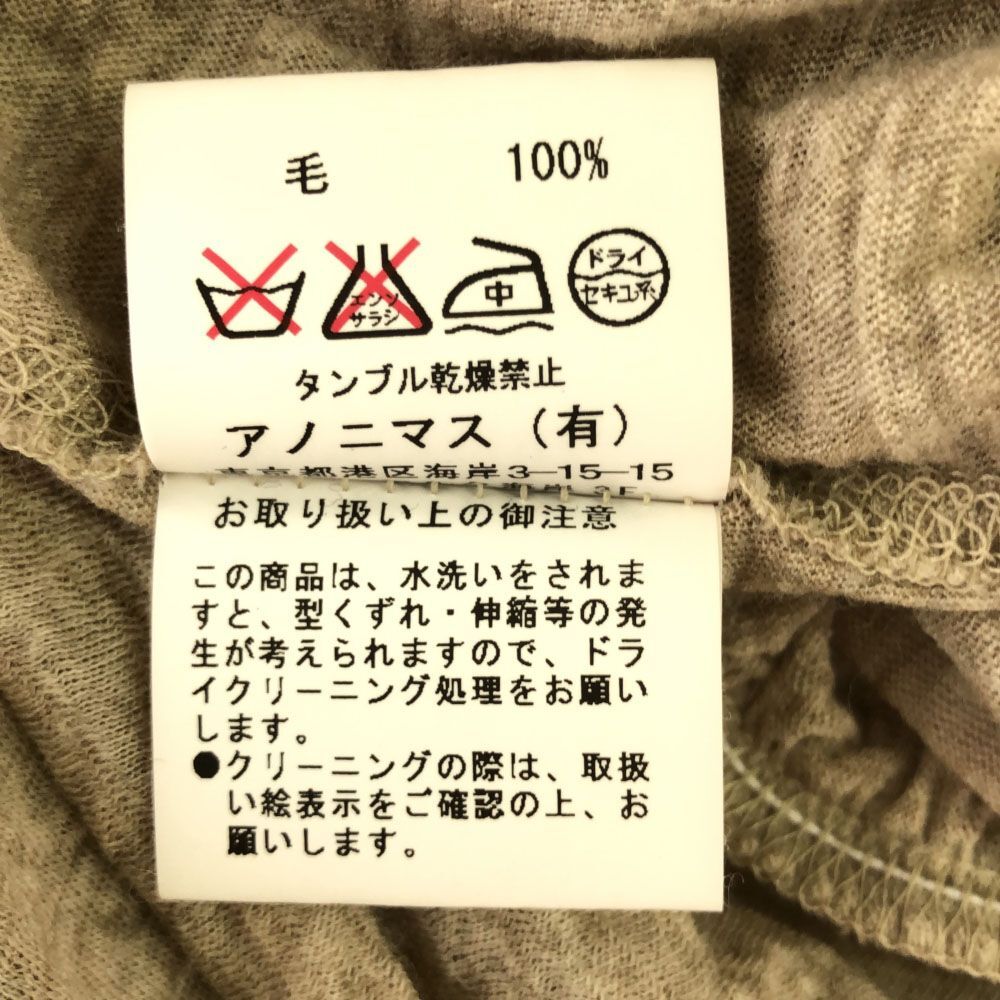 毛 100%
エンソ
サラシ
中
ドライ
セキユ系
タンブル乾燥禁止
アノニマス（有）
東京都港区海岸3-15-15
お取り扱い上の御注意
この商品は、水洗いをされま
すと、型くずれ・伸縮等の発
生が考えられますので、ドラ
イクリーニング処理をお願い
します。
●クリーニングの際は、取扱
い絵表示をご確認の上、お
願いします。